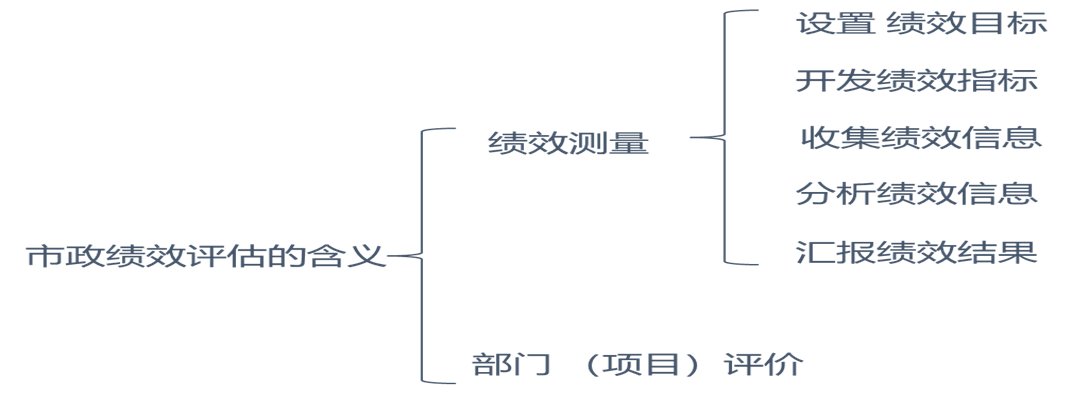 市政绩效评估的含义
绩效测量
设置 绩效目标
开发绩效指标
收集绩效信息
分析绩效信息
汇报绩效结果
部门 （项目） 评价